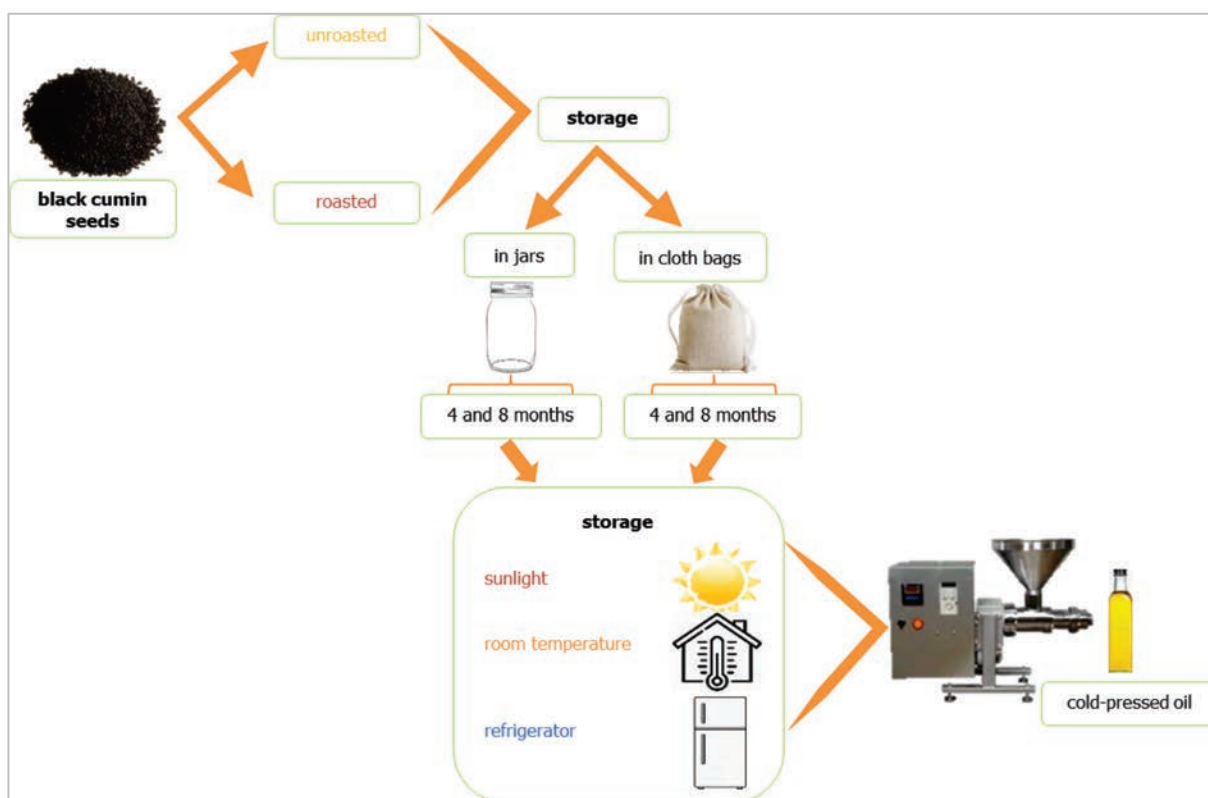 unroasted
storage
black cumin
seeds
roasted
in jars
in cloth bags
4 and 8 months
4 and 8 months
storage
sunlight
room temperature
refrigerator
cold-pressed oil